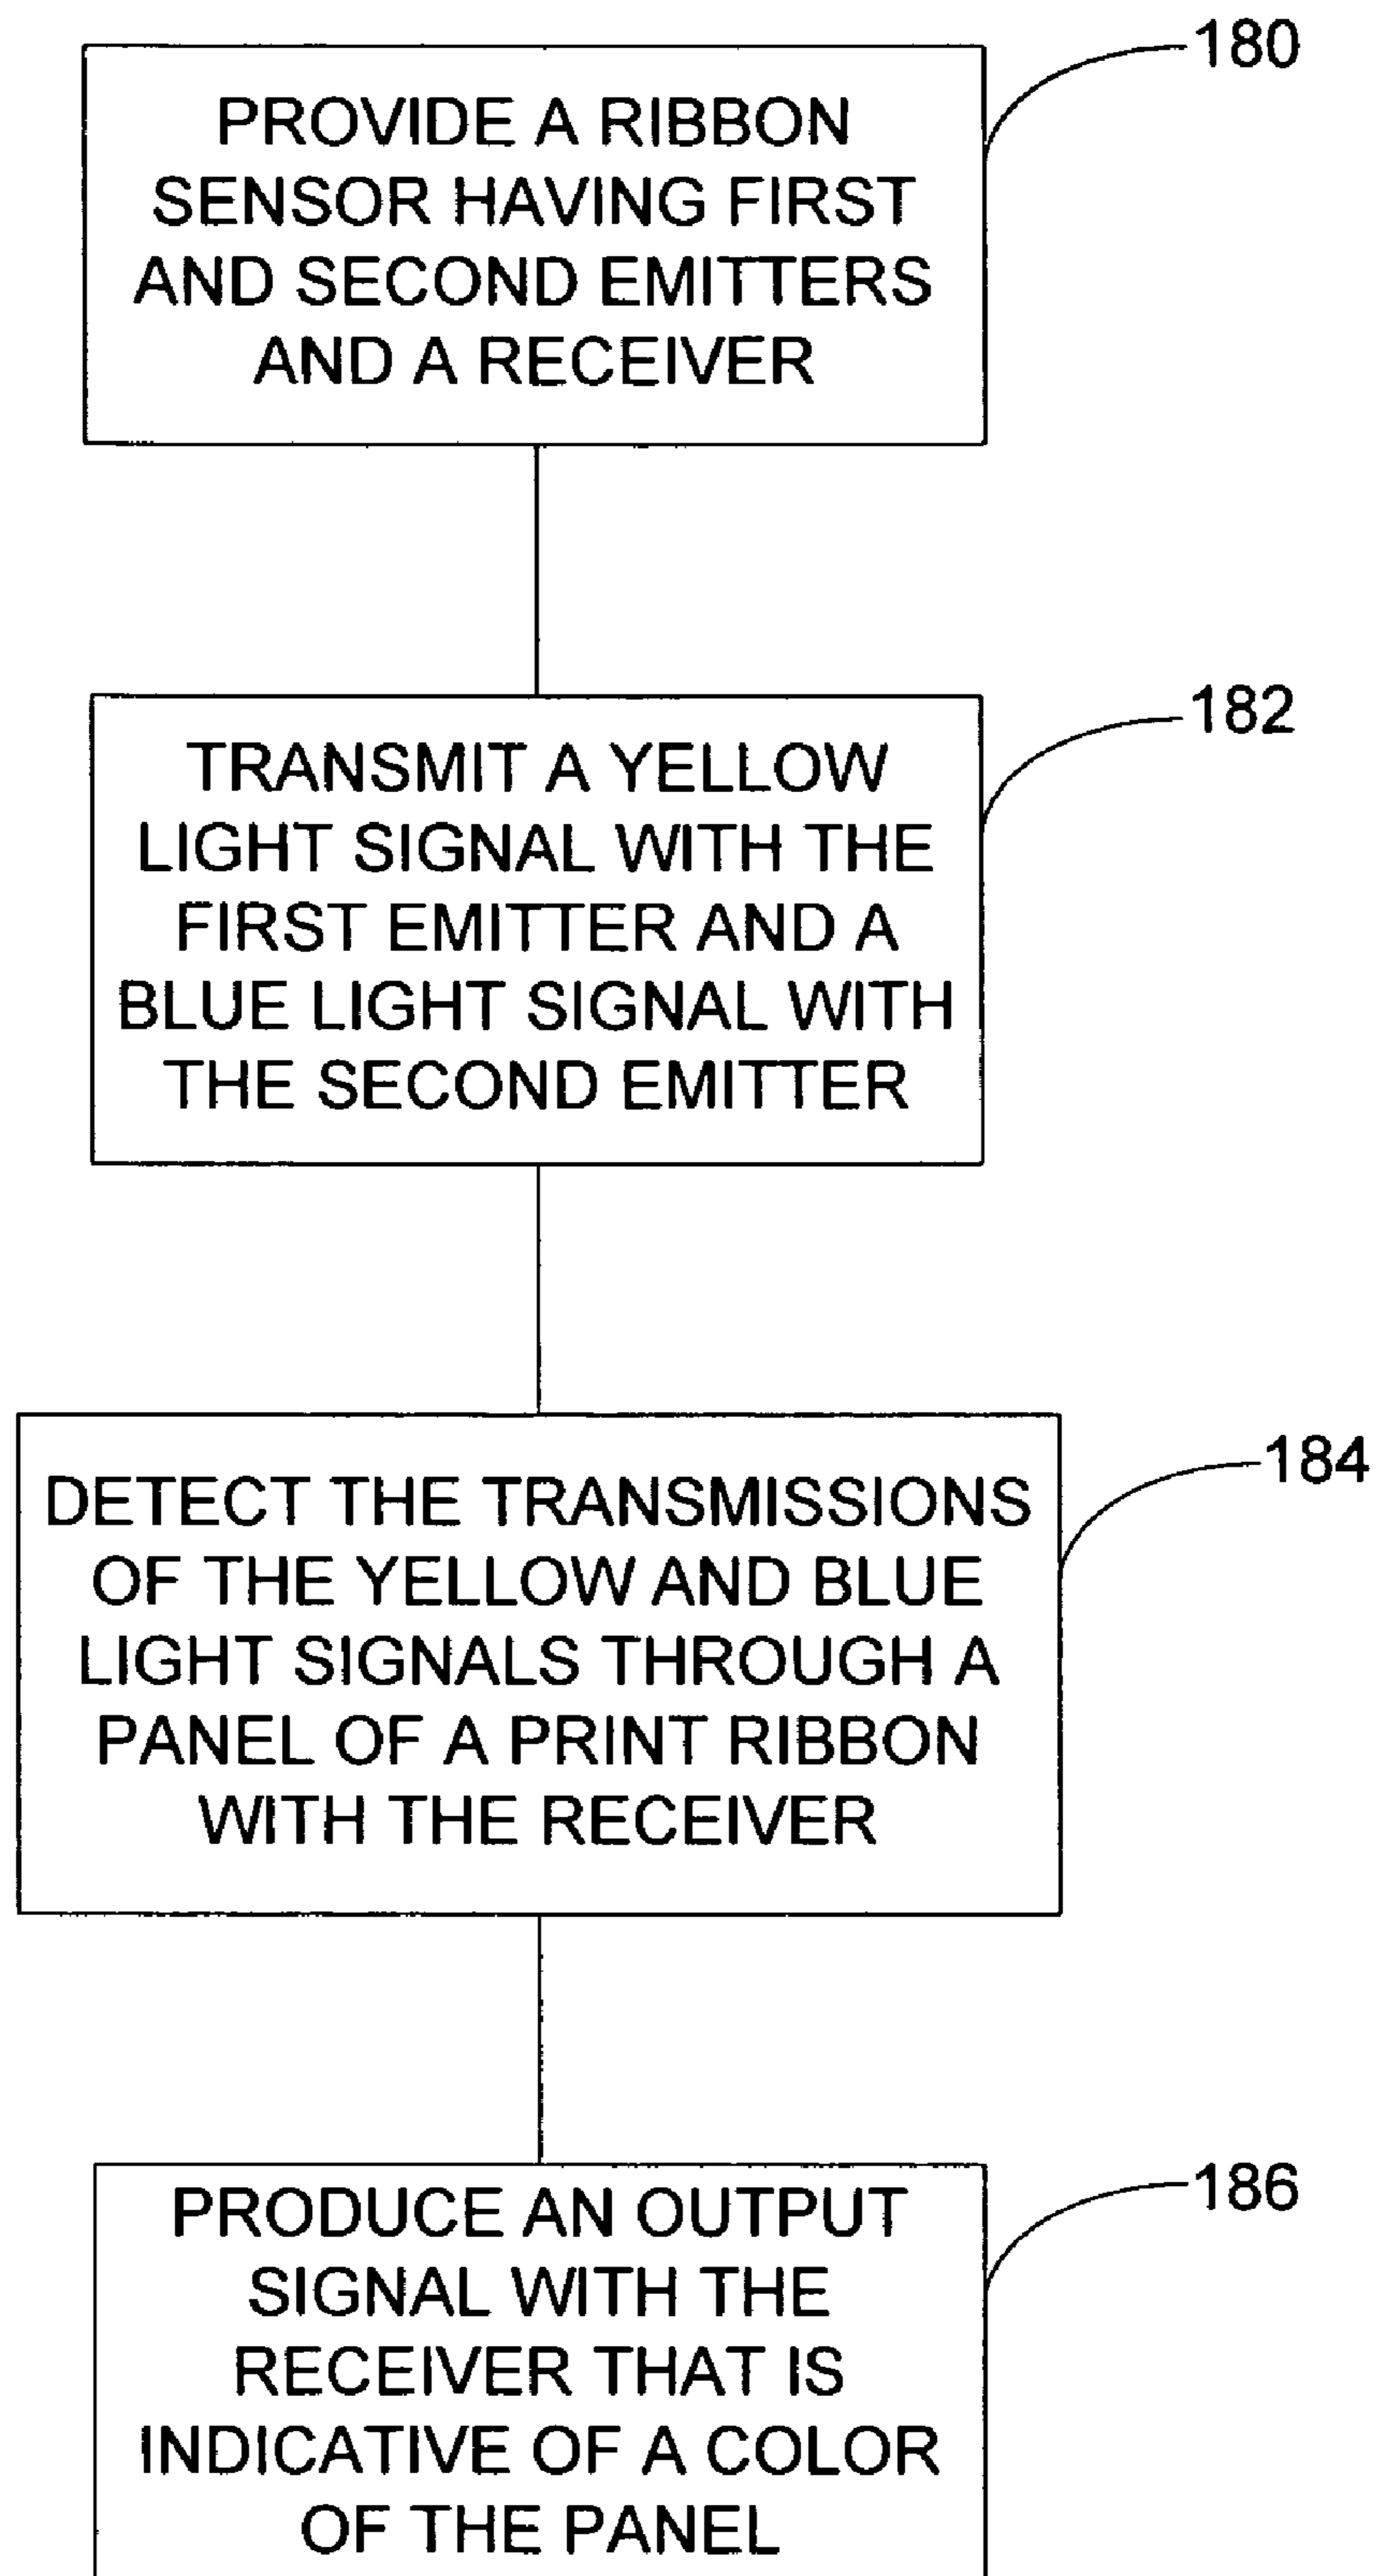 180
PROVIDE A RIBBON
SENSOR HAVING FIRST
AND SECOND EMITTERS
AND A RECEIVER
182
TRANSMIT A YELLOW
LIGHT SIGNAL WITH THE
FIRST EMITTER AND A
BLUE LIGHT SIGNAL WITH
THE SECOND EMITTER
184
DETECT THE TRANSMISSIONS
OF THE YELLOW AND BLUE
LIGHT SIGNALS THROUGH A
PANEL OF A PRINT RIBBON
WITH THE RECEIVER
186
PRODUCE AN OUTPUT
SIGNAL WITH THE
RECEIVER THAT IS
INDICATIVE OF A COLOR
OF THE PANEL